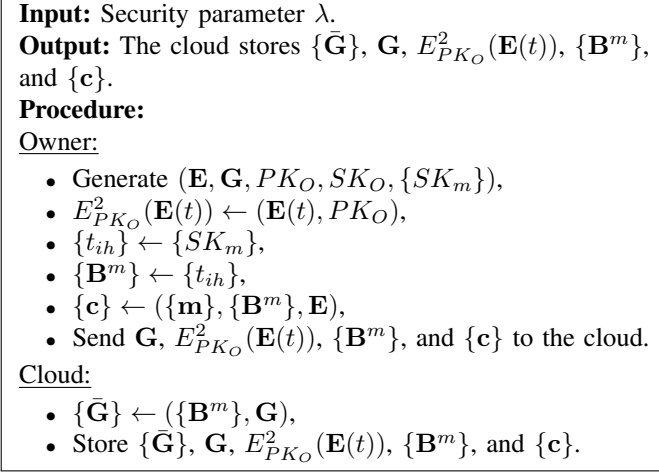 Input: Security parameter λ.
Output: The cloud stores {Ḡ}, G, E²_{PK_O}(E(t)), {B^m},
and {c}.
Procedure:
Owner:
• Generate (E, G, PK_O, SK_O, {SK_m}),
• E²_{PK_O}(E(t)) ← (E(t), PK_O),
• {t_{ih}} ← {SK_m},
• {B^m} ← {t_{ih}},
• {c} ← ({m}, {B^m}, E),
• Send G, E²_{PK_O}(E(t)), {B^m}, and {c} to the cloud.
Cloud:
• {Ḡ} ← ({B^m}, G),
• Store {Ḡ}, G, E²_{PK_O}(E(t)), {B^m}, and {c}.